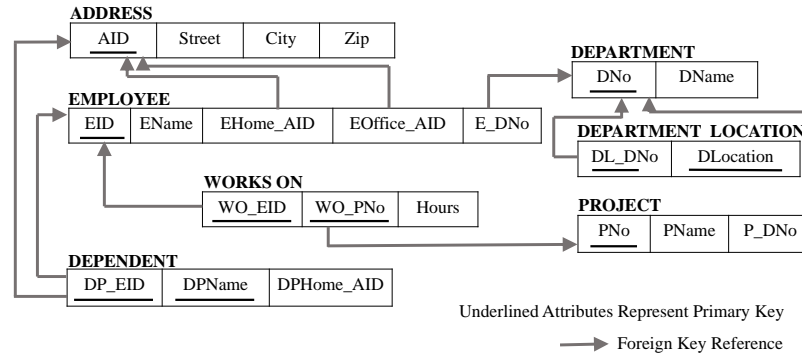 ADDRESS
AID Street City Zip
DEPARTMENT
DNo DName
EMPLOYEE
EID EName EHome_AID EOffice_AID E_DNo
DEPARTMENT LOCATION
DL_DNo DLocation
WORKS ON
WO_EID WO_PNo Hours
PROJECT
PNo PName P_DNo
DEPENDENT
DP_EID DPName DPHome_AID
Underlined Attributes Represent Primary Key
Foreign Key Reference